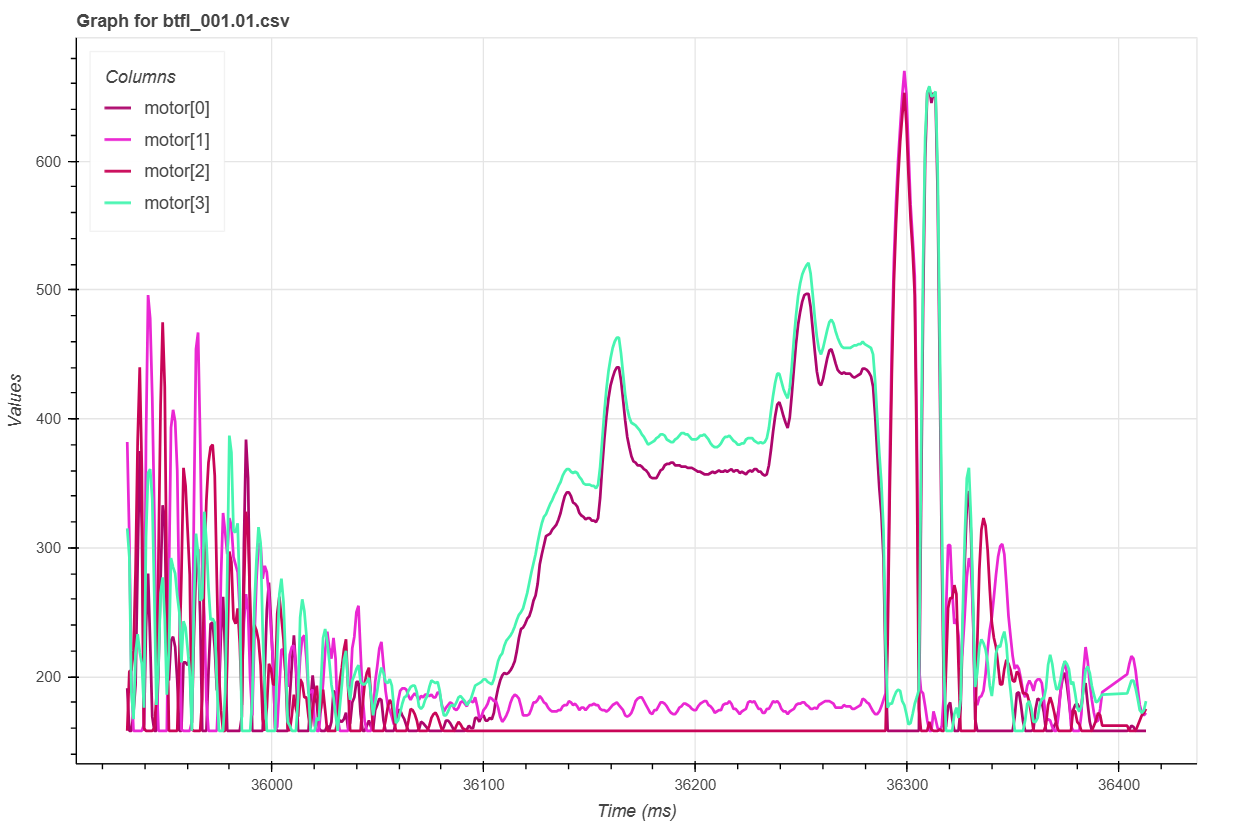 Graph for btfl_001.01.csv
Columns
motor[0]
motor[1]
motor[2]
motor[3]
600
500
400
300
200
Values
36000 36100 36200 36300 36400
Time (ms)